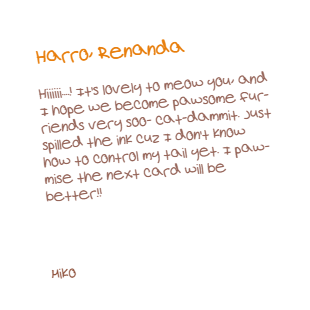 Harro, Renanda
Hiiiiii....! It's lovely to meow you, and
I hope we become pawsome fur-
riends very soo- cat-dammit. Just
spilled the ink cuz I don't know
how to control my tail yet. I paw-
mise the next card will be
better!!
Miko